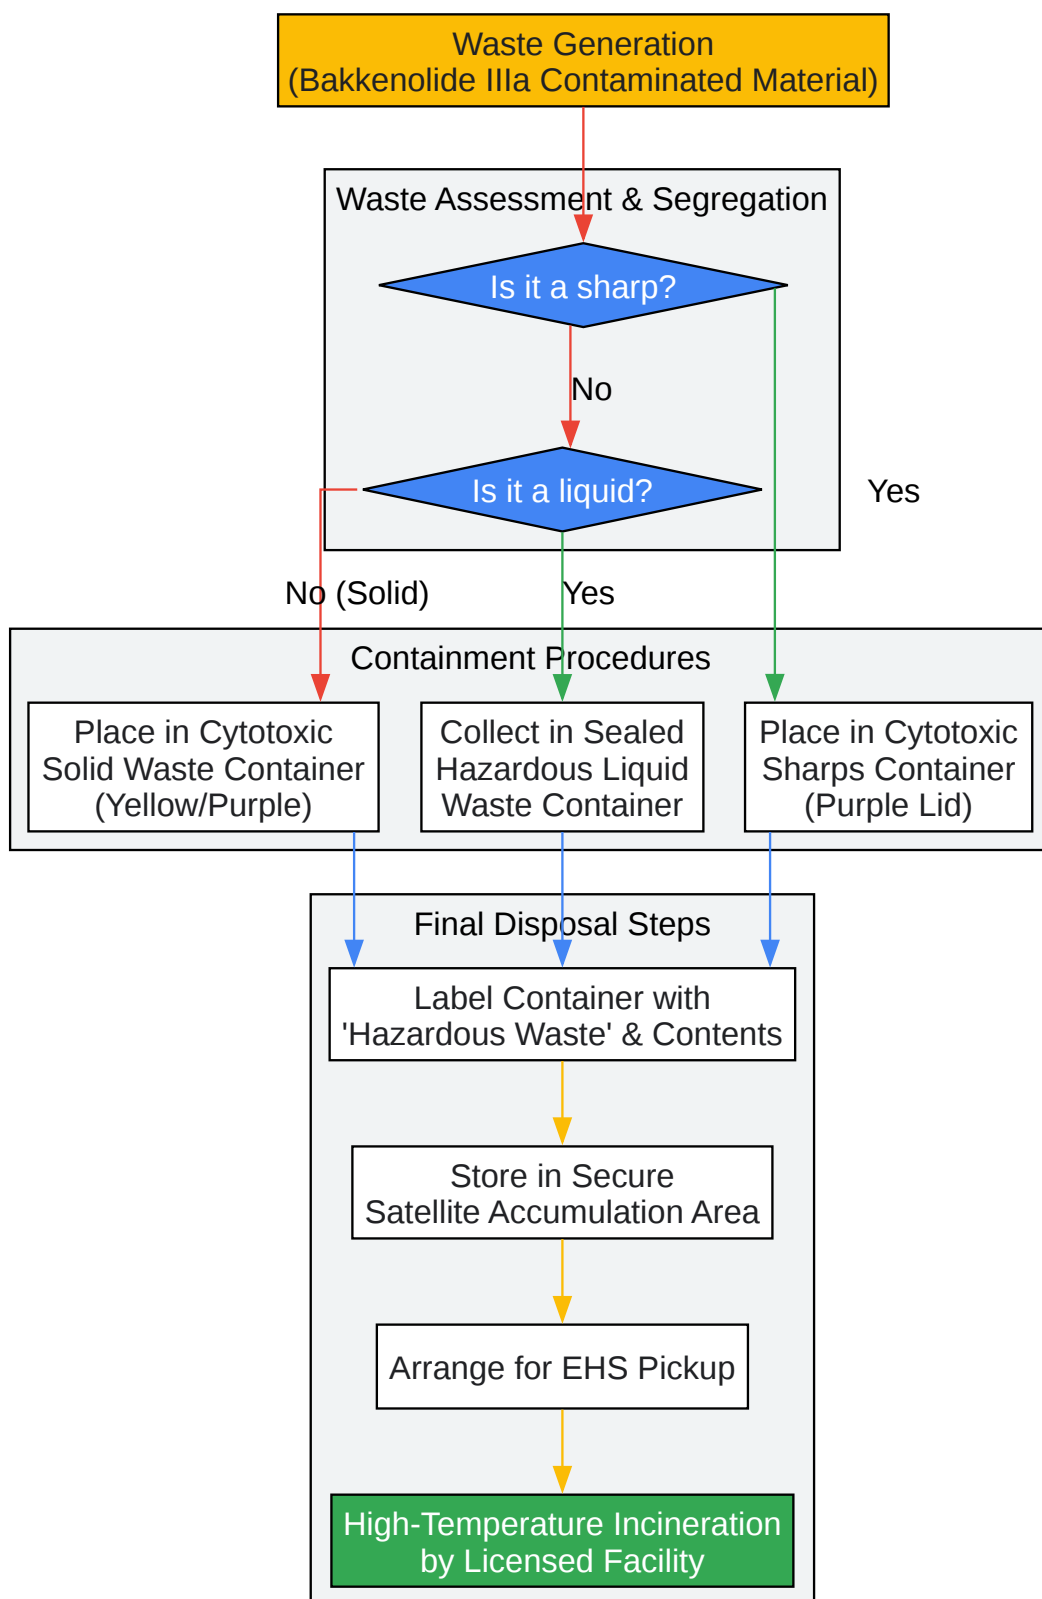 Waste Generation
(Bakkenolide IIIa Contaminated Material)
Waste Assessment & Segregation
Is it a sharp?
No
Is it a liquid?
Yes
No (Solid)
Yes
Containment Procedures
Place in Cytotoxic
Solid Waste Container
(Yellow/Purple)
Collect in Sealed
Hazardous Liquid
Waste Container
Place in Cytotoxic
Sharps Container
(Purple Lid)
Final Disposal Steps
Label Container with
'Hazardous Waste' & Contents
Store in Secure
Satellite Accumulation Area
Arrange for EHS Pickup
High-Temperature Incineration
by Licensed Facility